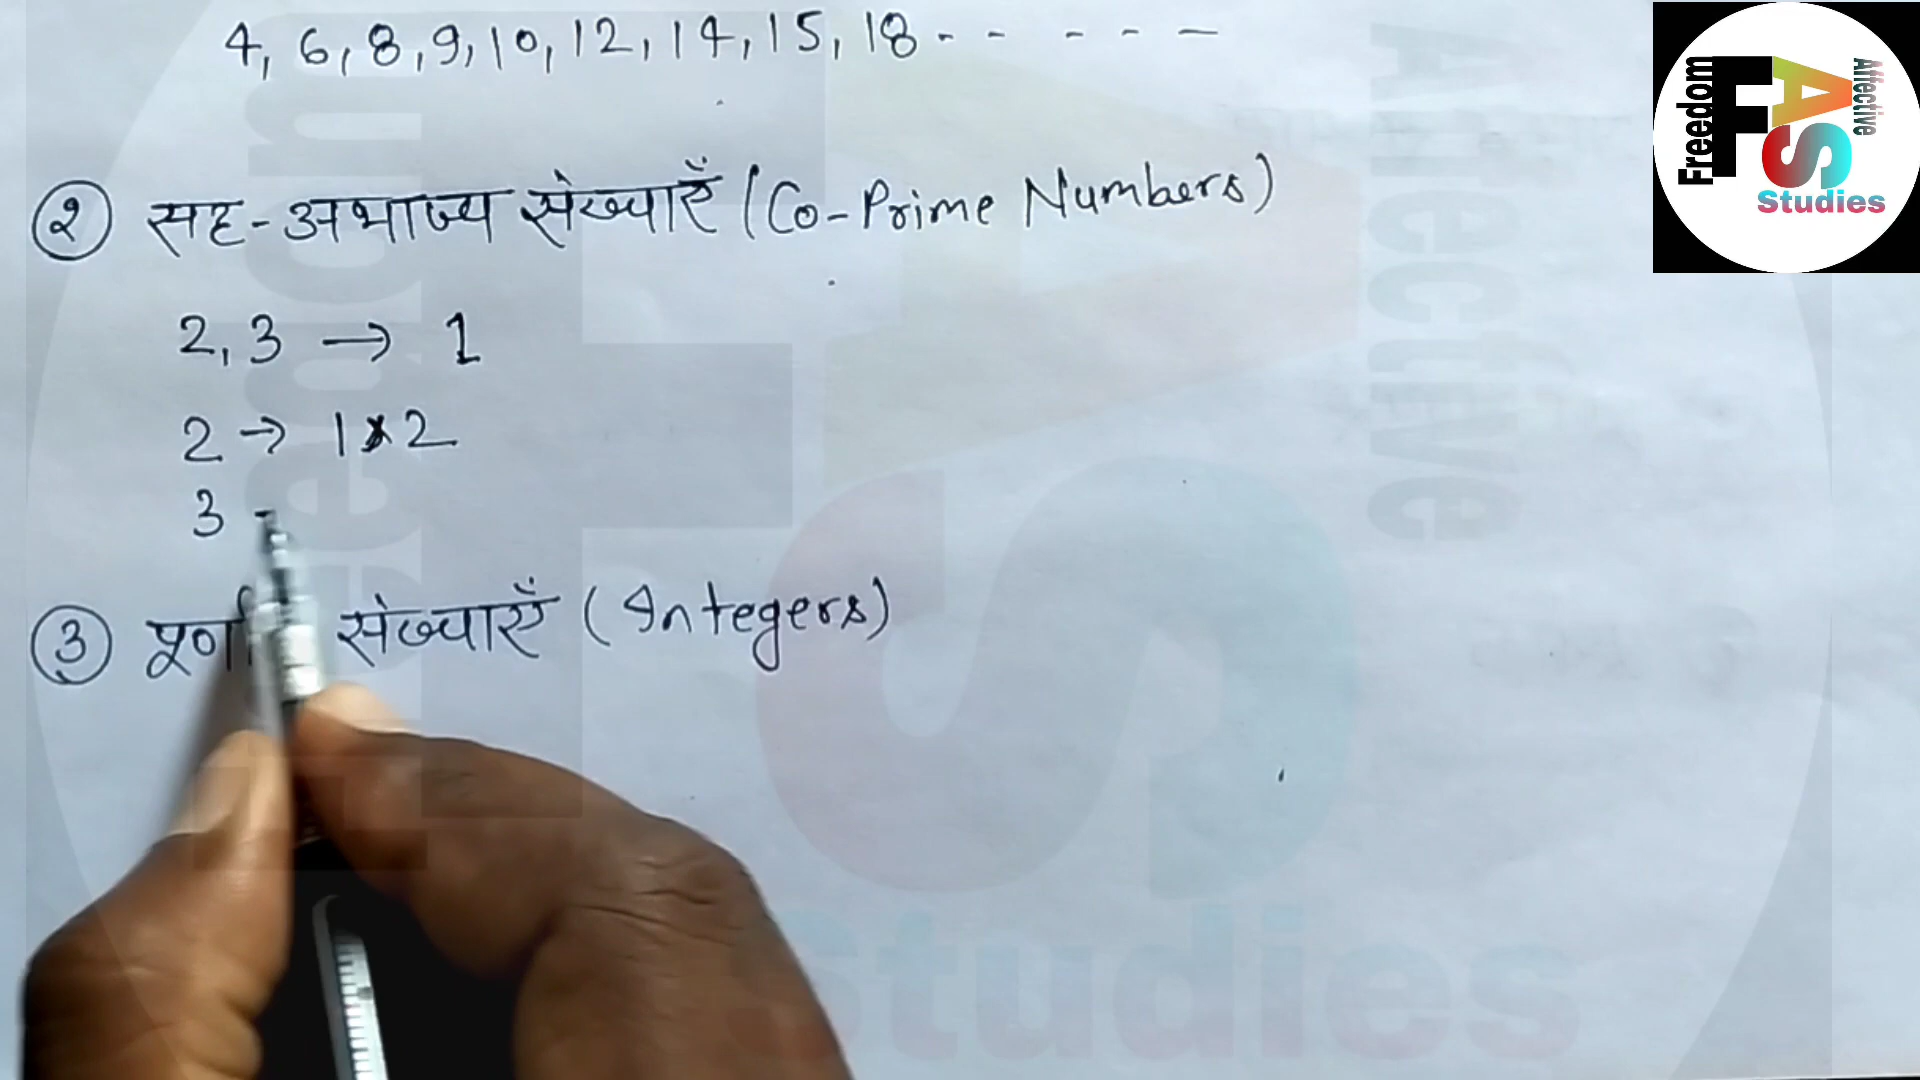 4, 6, 8, 9, 10, 12, 14, 15, 18 - - - - - -
Freedom
FAS
Affective
Studies
② सह-अभाज्य संख्याएँ (Co-Prime Numbers)
2, 3 → 1
2 → 1×2
3 -
③ संख्याएँ (Integers)